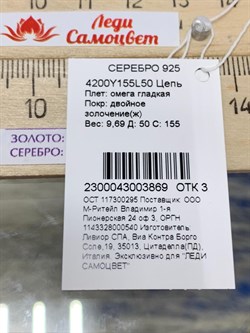 Леди
Самоцвет®
ЗОЛОТО:
СЕРЕБРО:
СЕРЕБРО 925
4200Y155L50 Цепь
Плет: омега гладкая
Покр: двойное
золочение(ж)
Вес: 9,69 Д: 50 С: 155
2300043003869 ОТК 3
ОСТ 117300295 Поставщик: ООО
М-Ритейл Владимир 1-я
Пионерская 24 оф 3, ОГРН
1143328000540 Изготовитель:
Ливиор СПА, Виа Контра Борго
Соле,19, 35013, Цитаделла(ПД),
Италия. Эксклюзивно для "ЛЕДИ
САМОЦВЕТ"